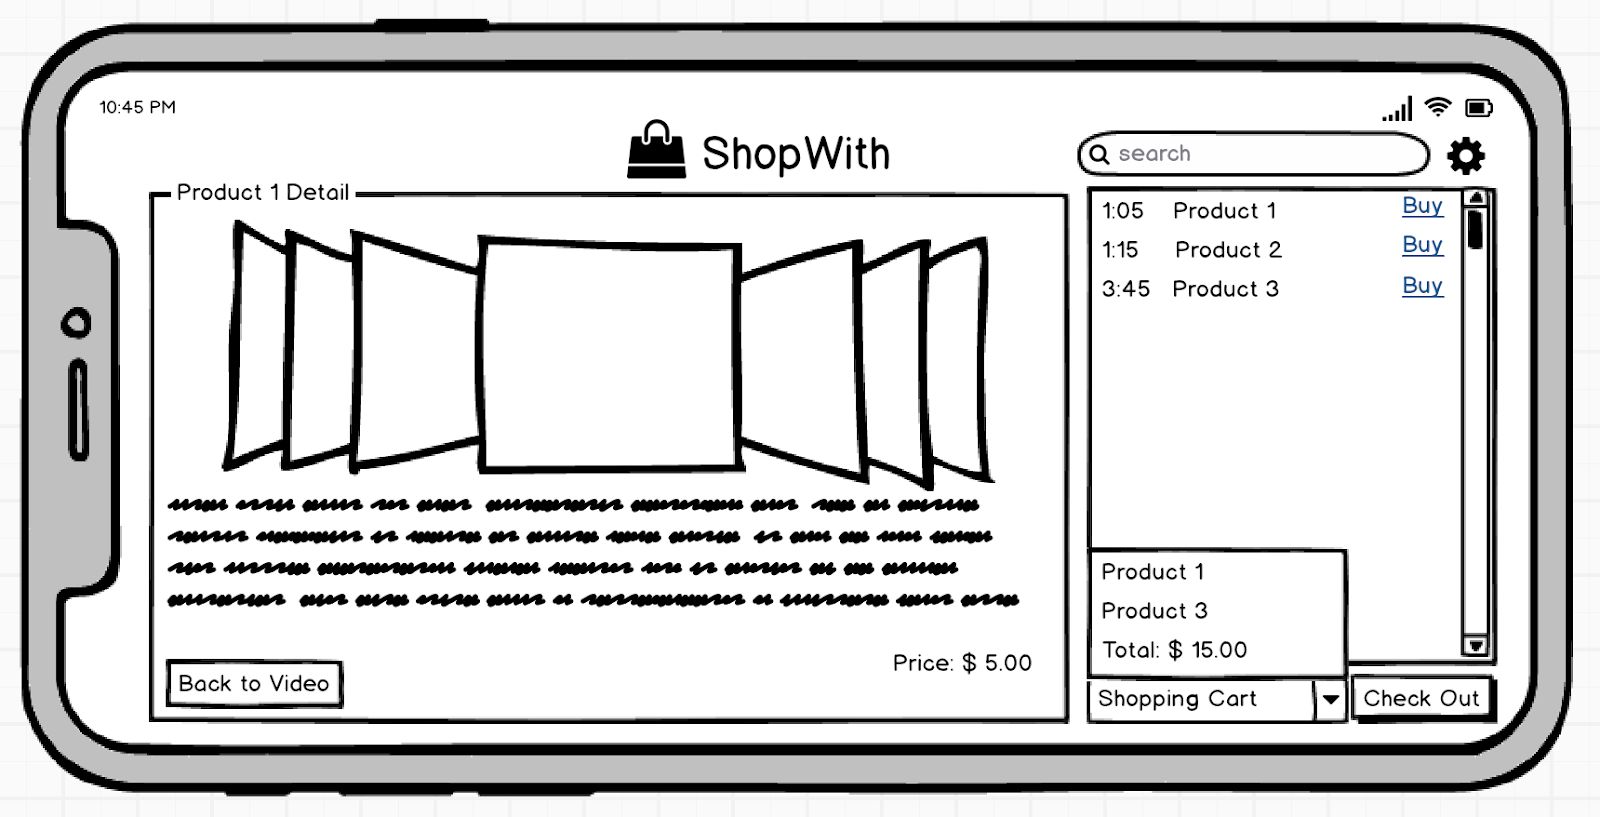 10:45 PM
ShopWith
search
Product 1 Detail
1:05 Product 1 Buy
1:15 Product 2 Buy
3:45 Product 3 Buy
Product 1
Product 3
Total: $ 15.00
Price: $ 5.00
Back to Video
Shopping Cart
Check Out